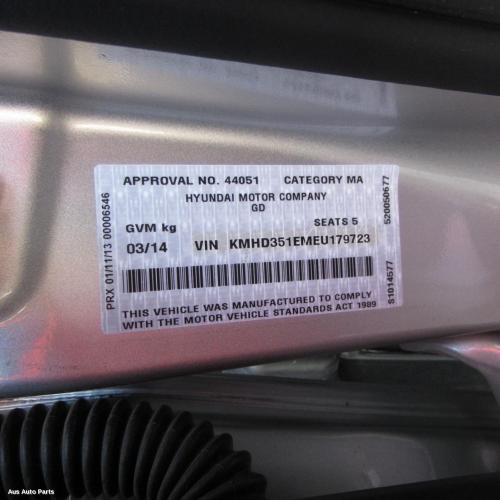 APPROVAL NO. 44051 CATEGORY MA
HYUNDAI MOTOR COMPANY
GD
GVM kg SEATS 5
03/14 VIN KMHD351EMEU179723
THIS VEHICLE WAS MANUFACTURED TO COMPLY
WITH THE MOTOR VEHICLE STANDARDS ACT 1989
PRX 01/11/13 00006546
520050677
S1014577
Aus Auto Parts